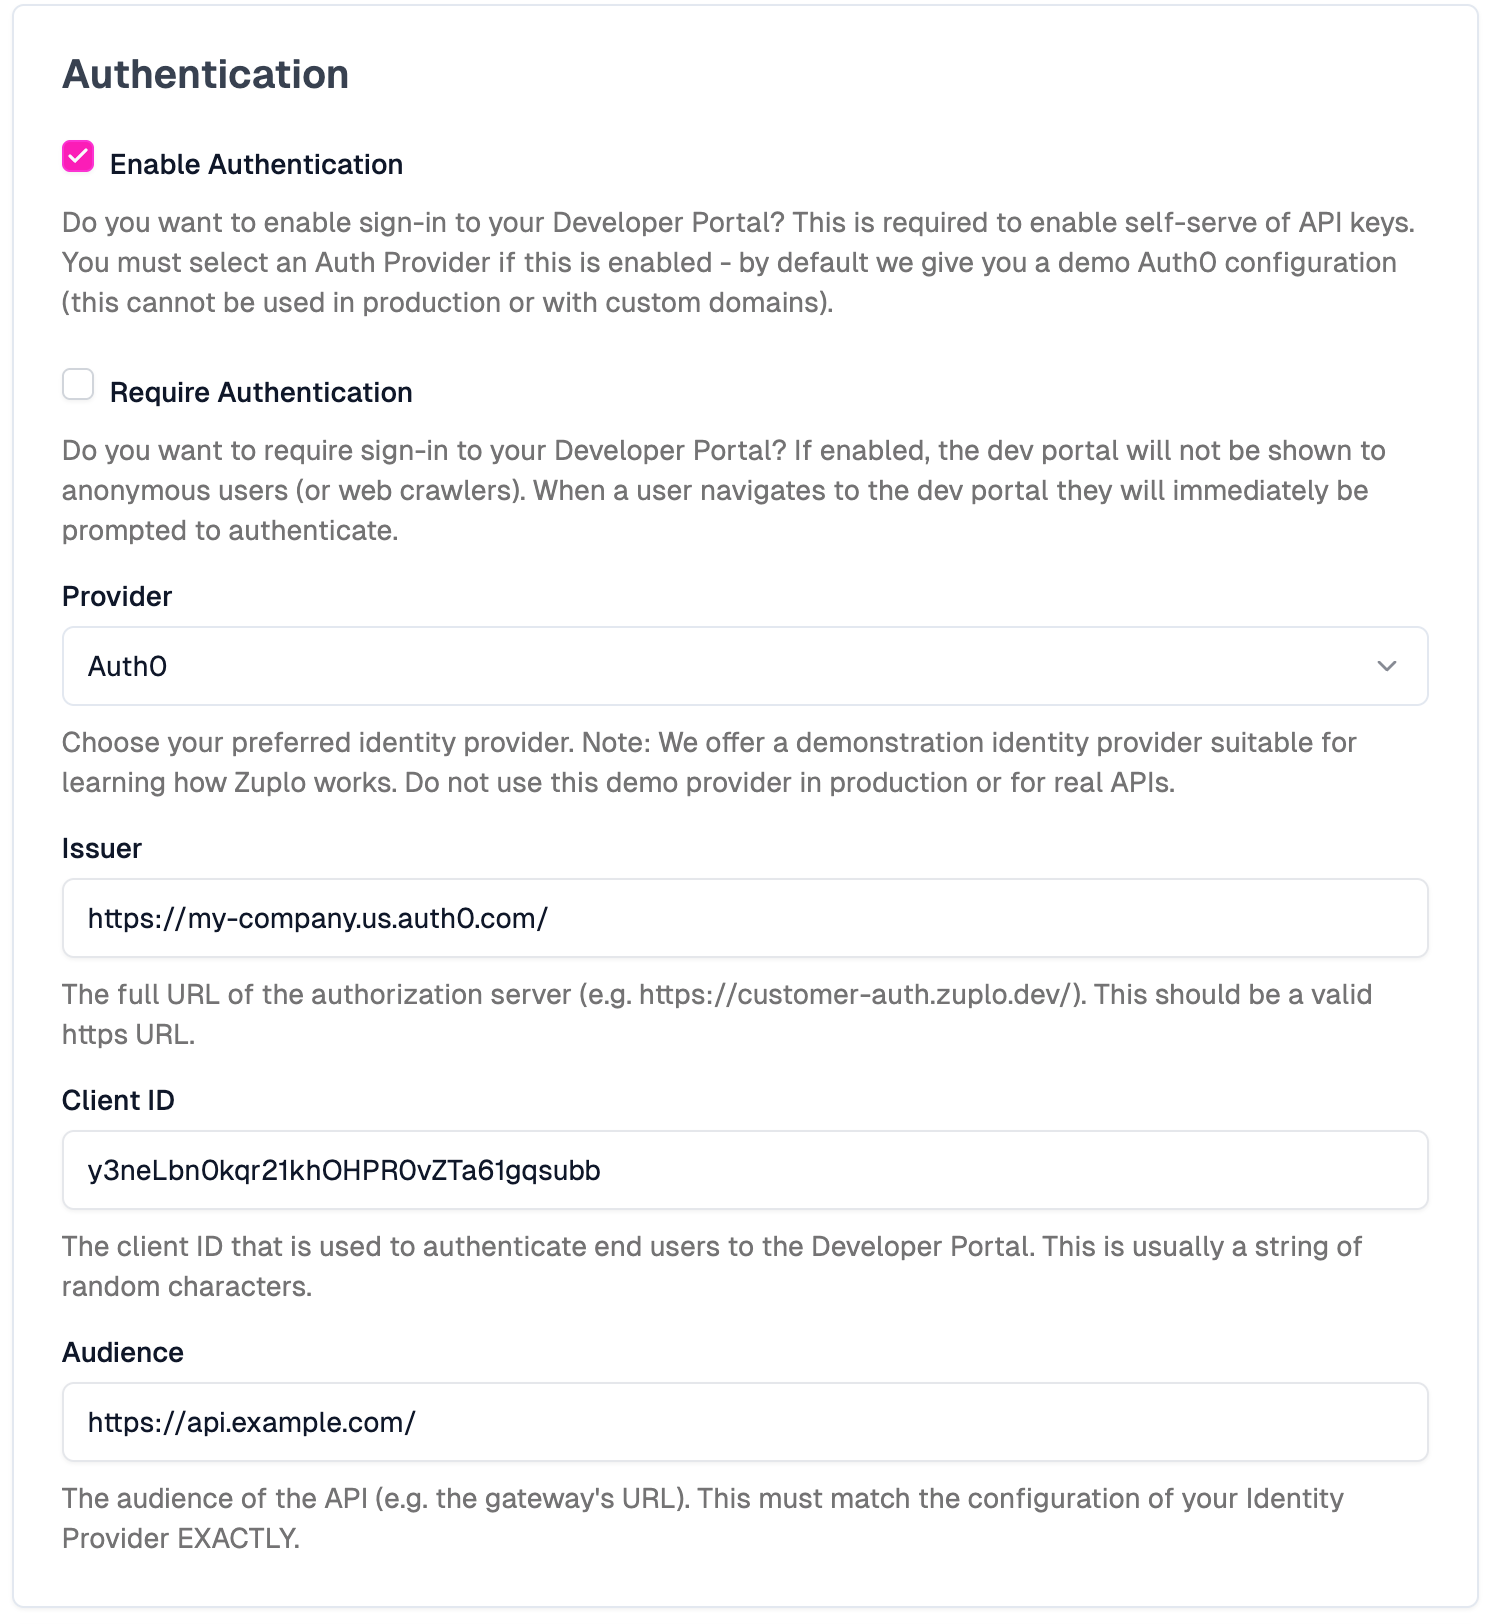 Authentication
Enable Authentication
Do you want to enable sign-in to your Developer Portal? This is required to enable self-serve of API keys.
You must select an Auth Provider if this is enabled - by default we give you a demo Auth0 configuration
(this cannot be used in production or with custom domains).
Require Authentication
Do you want to require sign-in to your Developer Portal? If enabled, the dev portal will not be shown to
anonymous users (or web crawlers). When a user navigates to the dev portal they will immediately be
prompted to authenticate.
Provider
Auth0
Choose your preferred identity provider. Note: We offer a demonstration identity provider suitable for
learning how Zuplo works. Do not use this demo provider in production or for real APIs.
Issuer
https://my-company.us.auth0.com/
The full URL of the authorization server (e.g. https://customer-auth.zuplo.dev/). This should be a valid
https URL.
Client ID
y3neLbn0kqr21khOHPR0vZTa61gqsubb
The client ID that is used to authenticate end users to the Developer Portal. This is usually a string of
random characters.
Audience
https://api.example.com/
The audience of the API (e.g. the gateway's URL). This must match the configuration of your Identity
Provider EXACTLY.